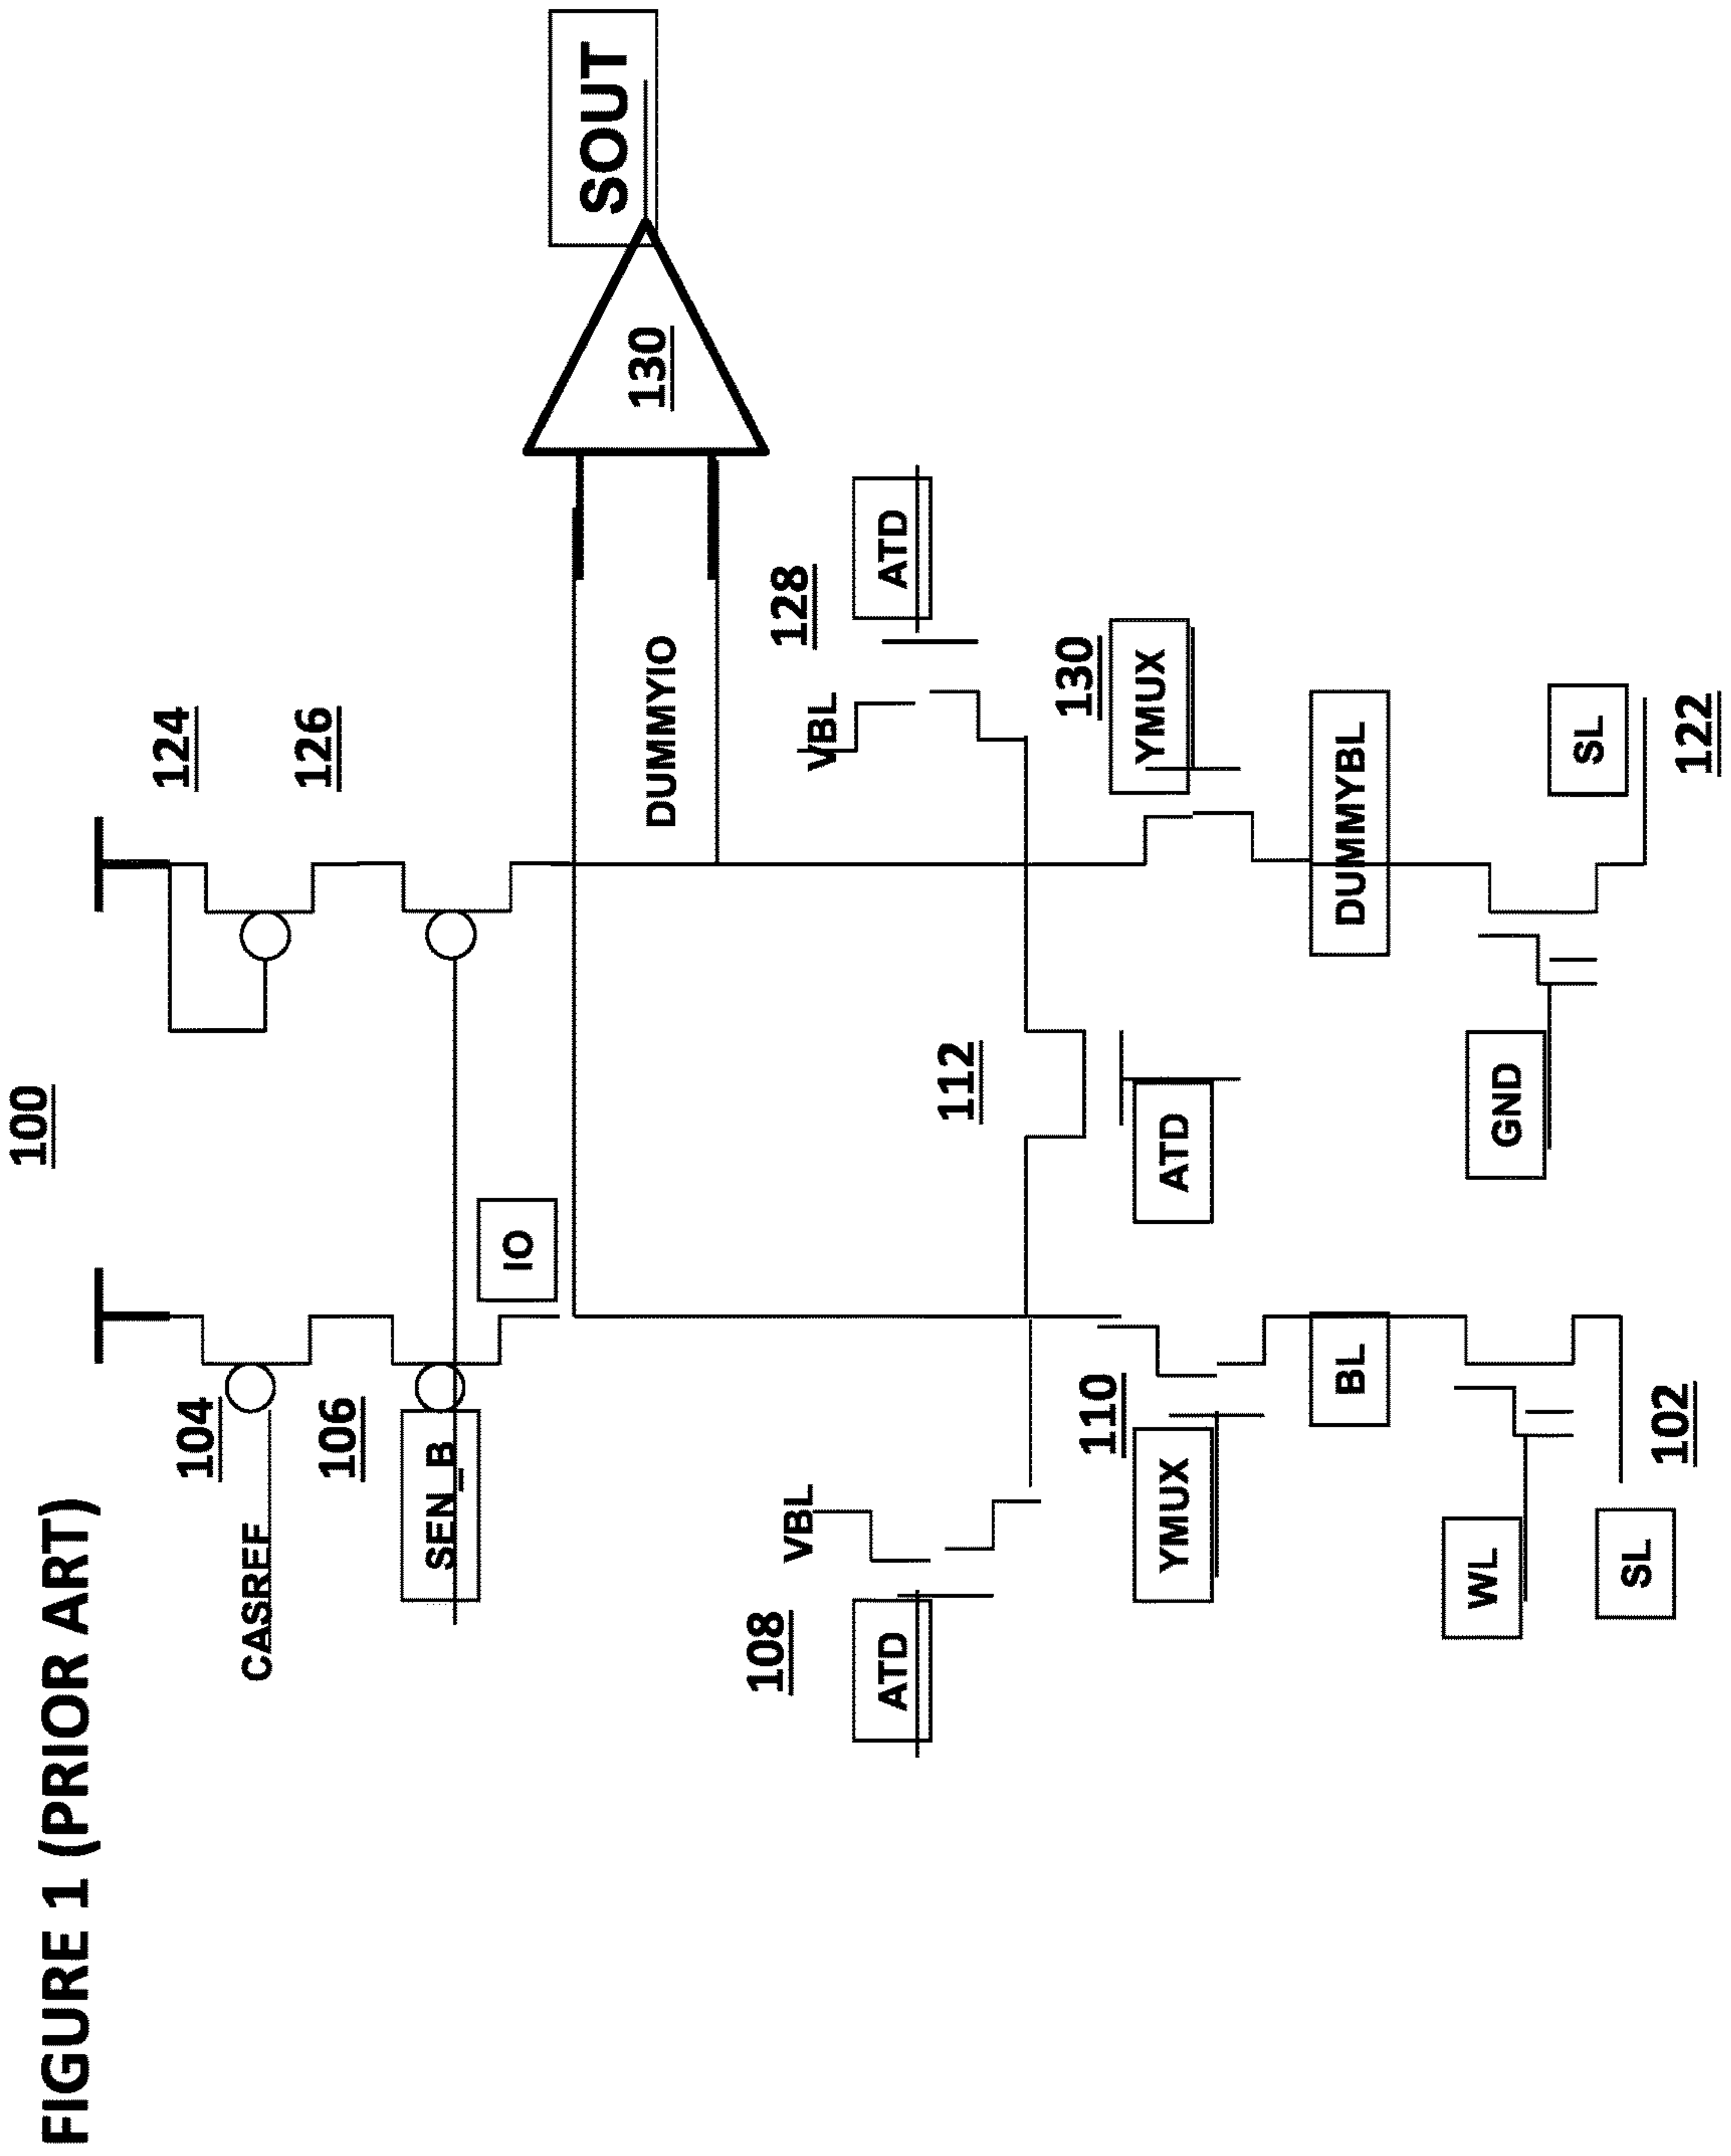 FIGURE 1 (PRIOR ART)
100
104
124
CASREF
106
126
SEN_B
IO
DUMMYIO
130
SOUT
108
VBL
ATD
128
VBL
ATD
112
ATD
110
YMUX
130
YMUX
BL
DUMMYBL
WL
GND
SL
102
SL
122